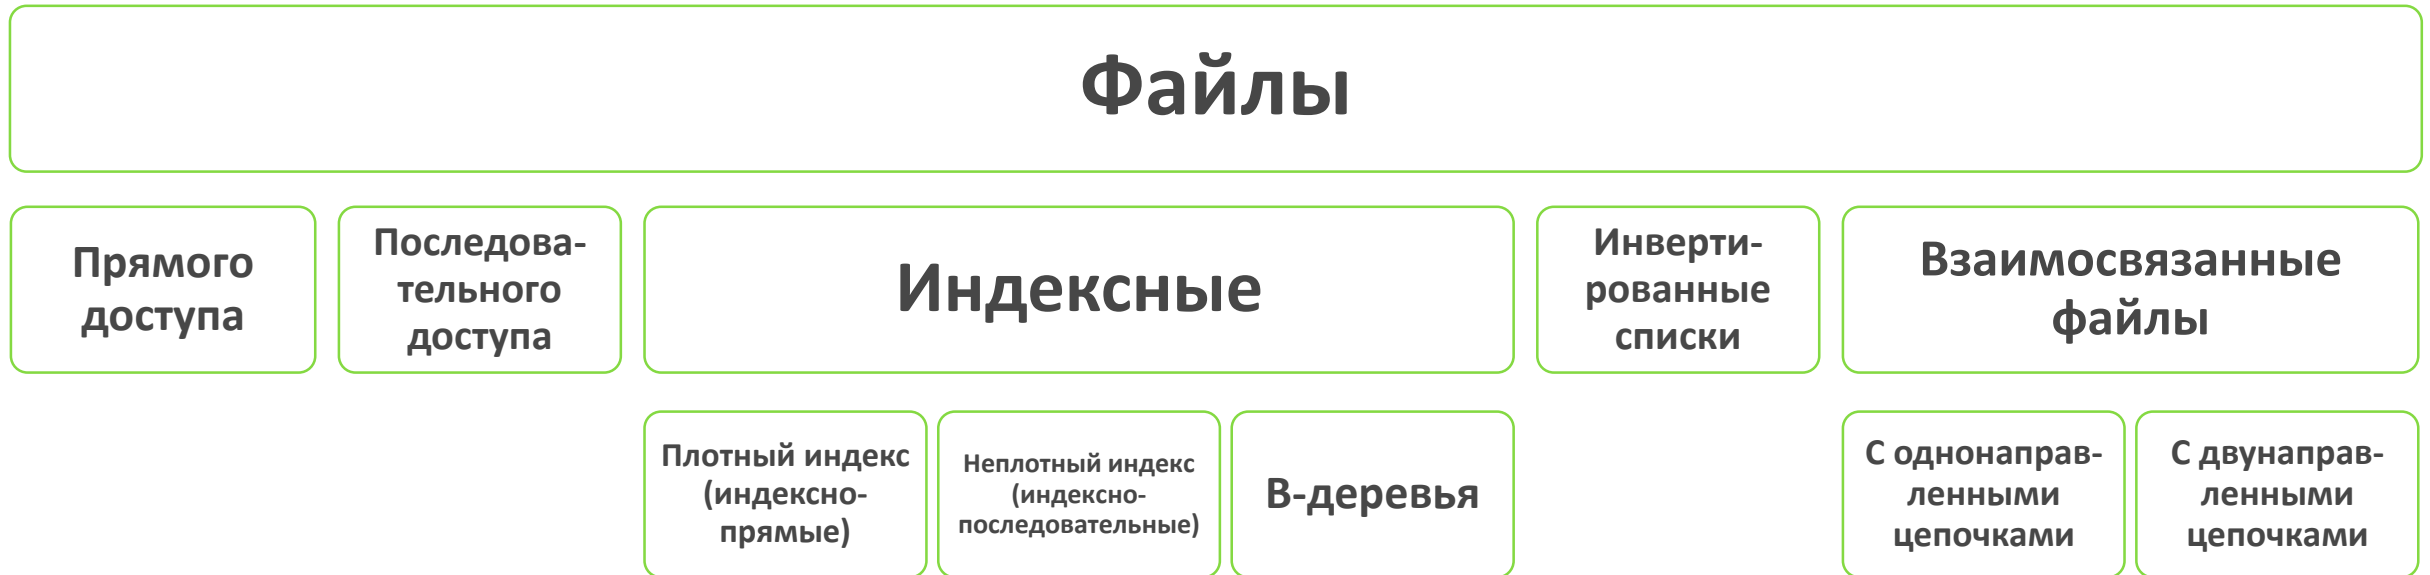 Файлы
Прямого
доступа
Последова-
тельного
доступа
Индексные
Инверти-
рованные
списки
Взаимосвязанные
файлы
Плотный индекс
(индексно-
прямые)
Неплотный индекс
(индексно-
последовательные)
В-деревья
С однонаправ-
ленными
цепочками
С двунаправ-
ленными
цепочками